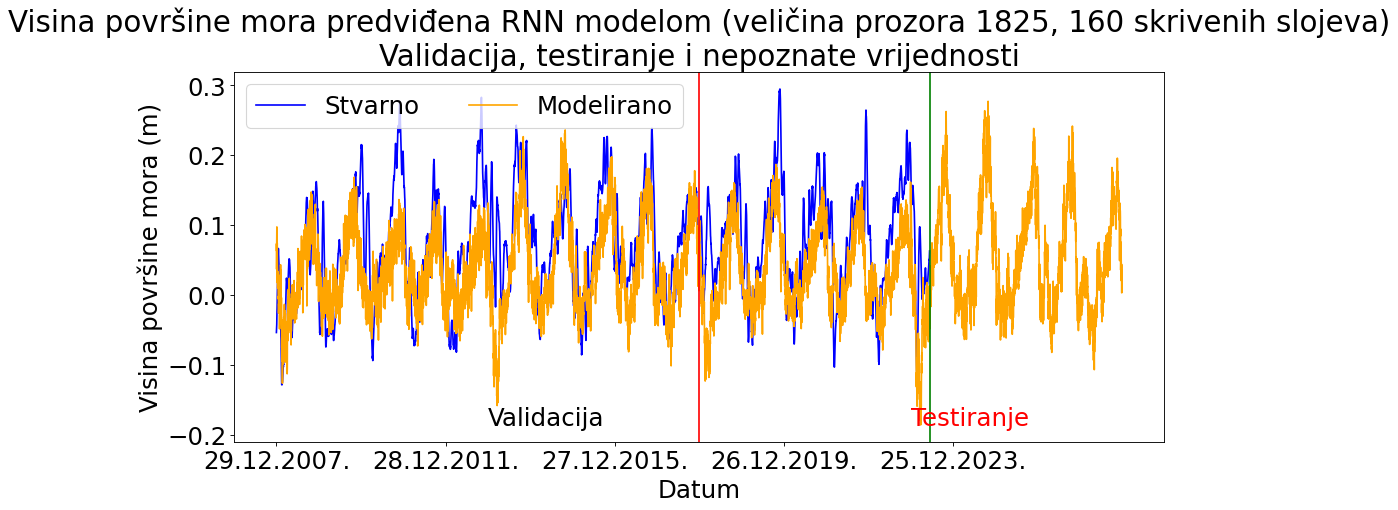 Visina površine mora predviđena RNN modelom (veličina prozora 1825, 160 skrivenih slojeva)
Validacija, testiranje i nepoznate vrijednosti
Stvarno
Modelirano
Visina površine mora (m)
0.3
0.2
0.1
0.0
−0.1
−0.2
Validacija
Testiranje
29.12.2007.
28.12.2011.
27.12.2015.
26.12.2019.
25.12.2023.
Datum